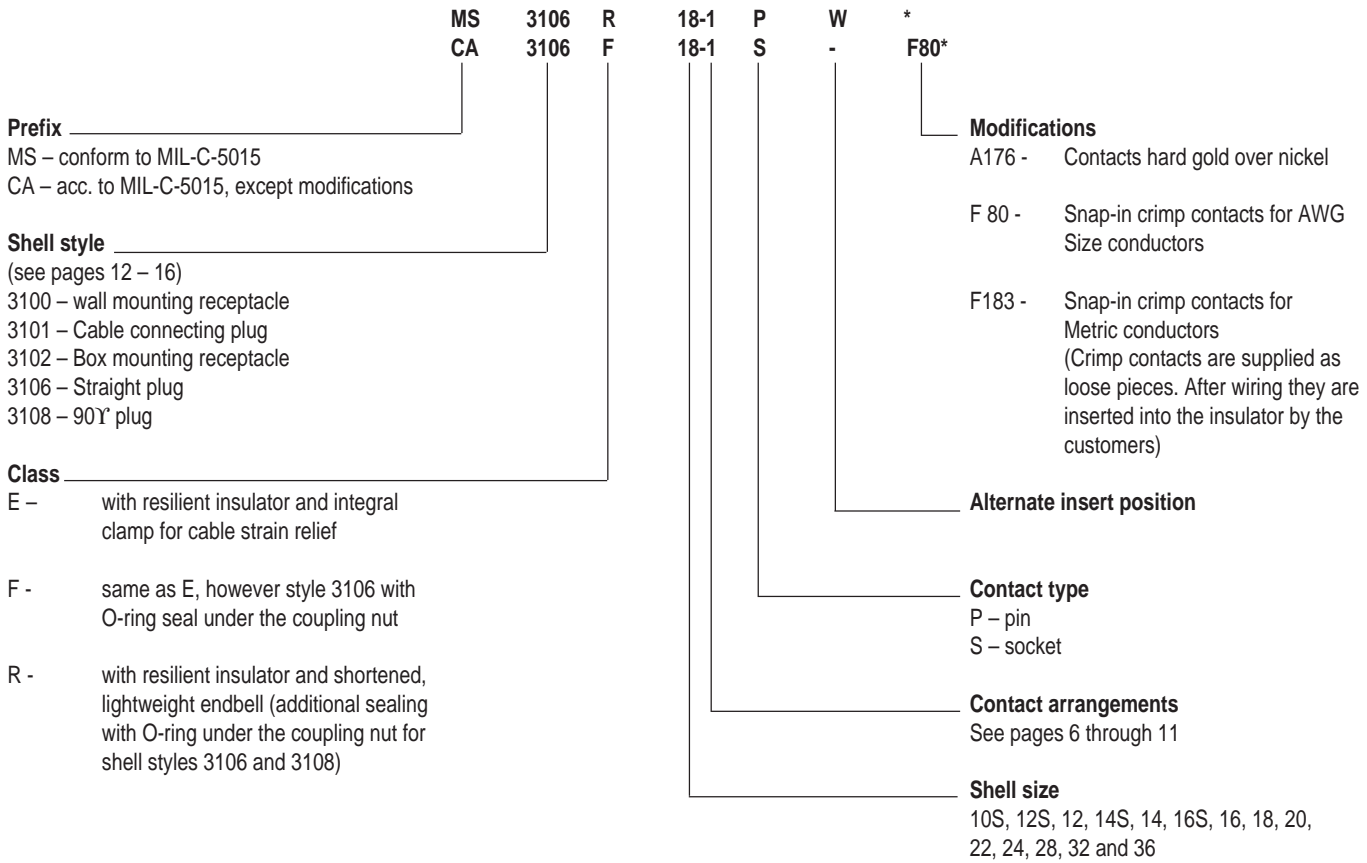 MS 3106 R 18-1 P W *
CA 3106 F 18-1 S - F80*
Prefix
MS – conform to MIL-C-5015
CA – acc. to MIL-C-5015, except modifications
Shell style
(see pages 12 – 16)
3100 – wall mounting receptacle
3101 – Cable connecting plug
3102 – Box mounting receptacle
3106 – Straight plug
3108 – 90ϒ plug
Class
E – with resilient insulator and integral
clamp for cable strain relief
F - same as E, however style 3106 with
O-ring seal under the coupling nut
R - with resilient insulator and shortened,
lightweight endbell (additional sealing
with O-ring under the coupling nut for
shell styles 3106 and 3108)
Modifications
A176 - Contacts hard gold over nickel
F 80 - Snap-in crimp contacts for AWG
Size conductors
F183 - Snap-in crimp contacts for
Metric conductors
(Crimp contacts are supplied as
loose pieces. After wiring they are
inserted into the insulator by the
customers)
Alternate insert position
Contact type
P – pin
S – socket
Contact arrangements
See pages 6 through 11
Shell size
10S, 12S, 12, 14S, 14, 16S, 16, 18, 20,
22, 24, 28, 32 and 36